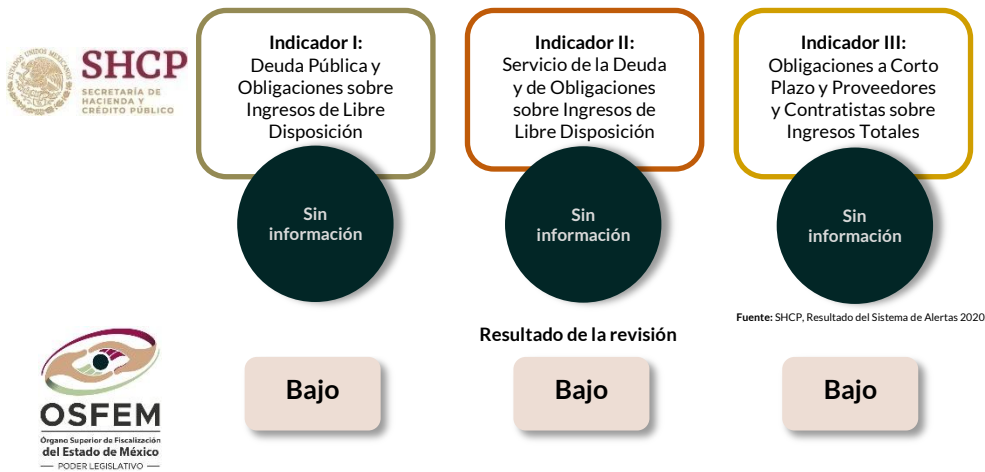 ESTADOS UNIDOS MEXICANOS
SHCP
SECRETARÍA DE
HACIENDA Y
CRÉDITO PÚBLICO
Indicador I:
Deuda Pública y
Obligaciones sobre
Ingresos de Libre
Disposición
Sin
información
Indicador II:
Servicio de la Deuda
y de Obligaciones
sobre Ingresos de
Libre Disposición
Sin
información
Indicador III:
Obligaciones a Corto
Plazo y Proveedores
y Contratistas sobre
Ingresos Totales
Sin
información
Fuente: SHCP, Resultado del Sistema de Alertas 2020
Resultado de la revisión
OSFEM
Órgano Superior de Fiscalización
del Estado de México
PODER LEGISLATIVO
Bajo
Bajo
Bajo